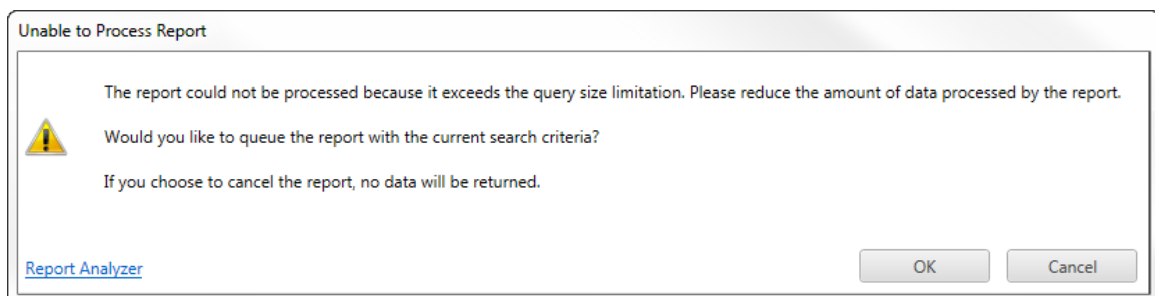 Unable to Process Report
The report could not be processed because it exceeds the query size limitation. Please reduce the amount of data processed by the report.
Would you like to queue the report with the current search criteria?
If you choose to cancel the report, no data will be returned.
Report Analyzer
OK
Cancel